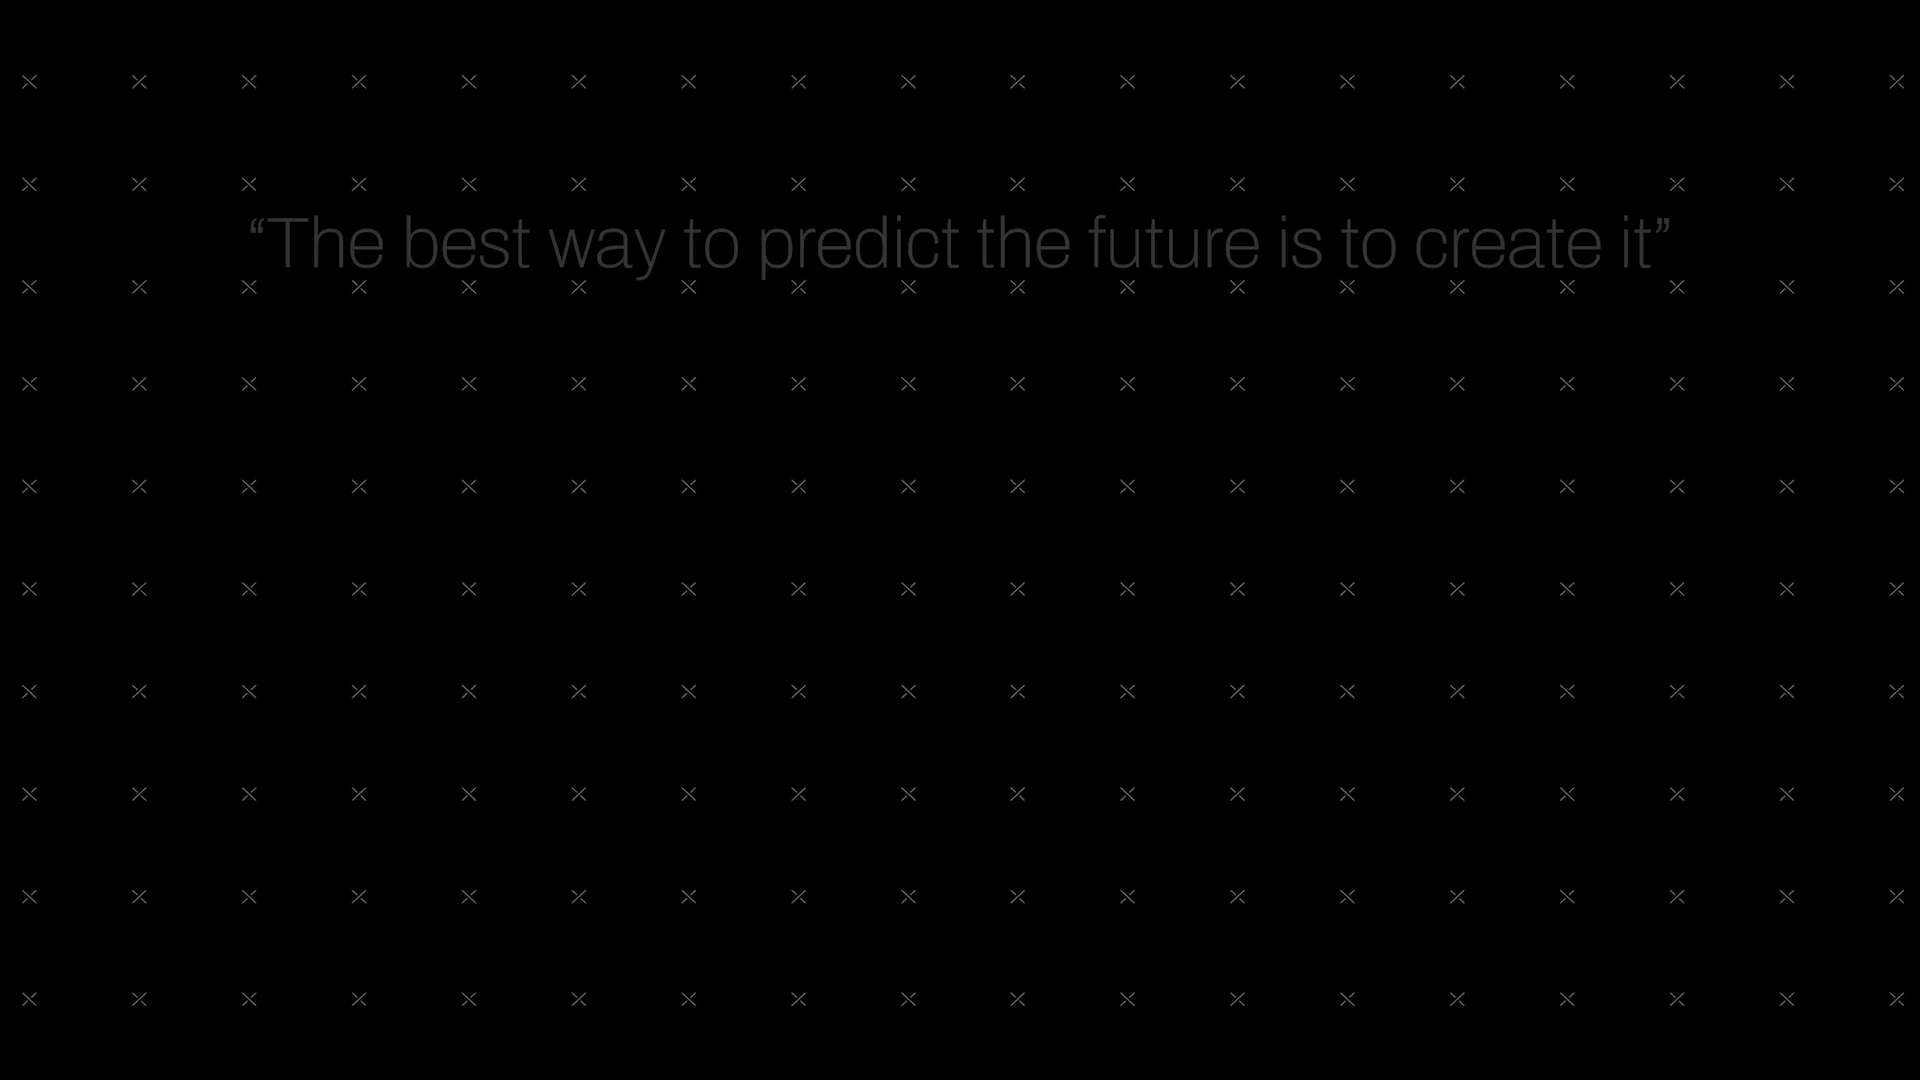 “The best way to predict the future is to create it”